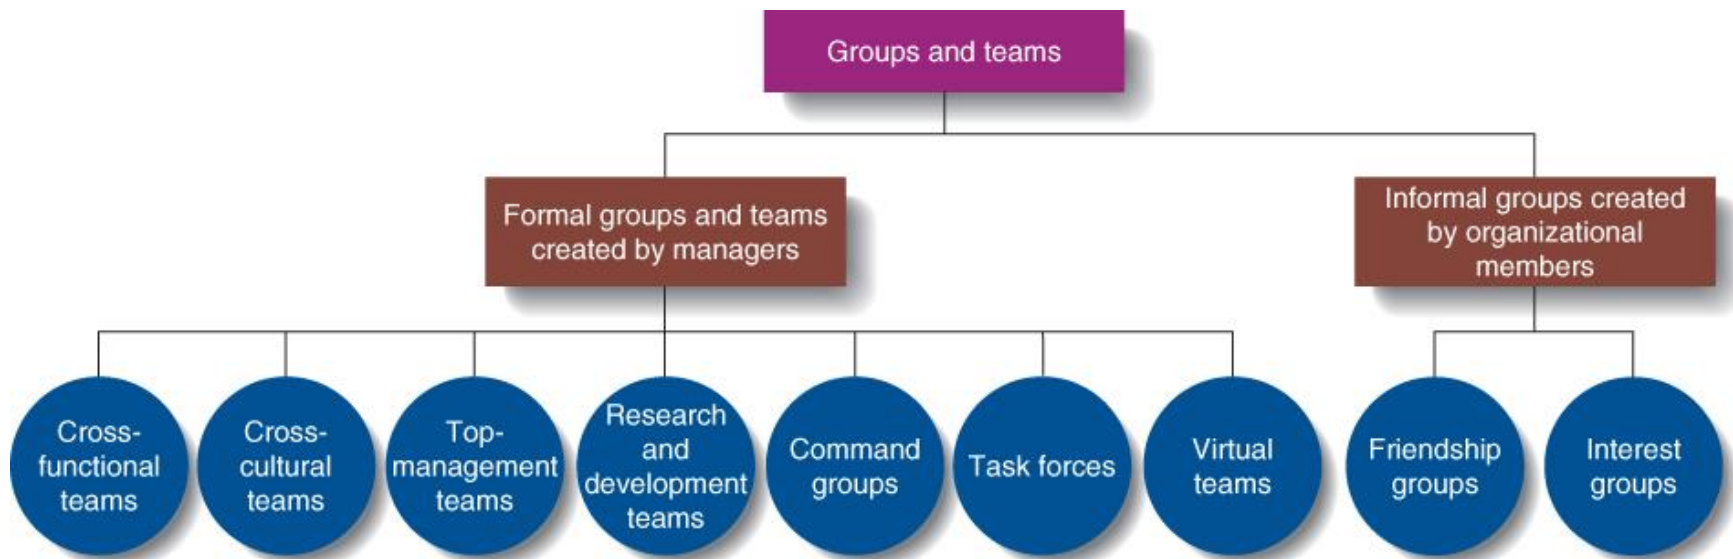 Groups and teams
Formal groups and teams
created by managers
Informal groups created
by organizational
members
Cross-
functional
teams
Cross-
cultural
teams
Top-
management
teams
Research
and
development
teams
Command
groups
Task forces
Virtual
teams
Friendship
groups
Interest
groups